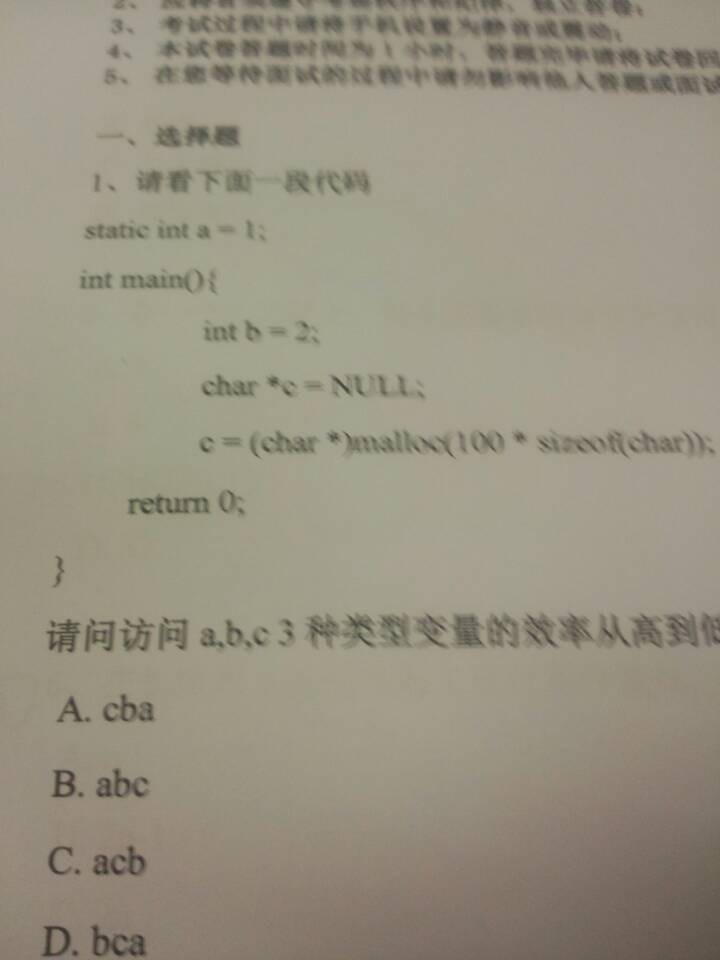 3、 考试过程中请将手机设置为静音或震动;
4、 本试卷答题时间为 1 小时, 答题完毕请将试卷回
5、 在您等待面试的过程中请勿影响他人答题或面试
一、选择题
1、请看下面一段代码
static int a = 1;
int main(){
int b = 2;
char *c = NULL;
c = (char *)malloc(100 * sizeof(char));
return 0;
}
请问访问 a,b,c 3 种类型变量的效率从高到低
A. cba
B. abc
C. acb
D. bca